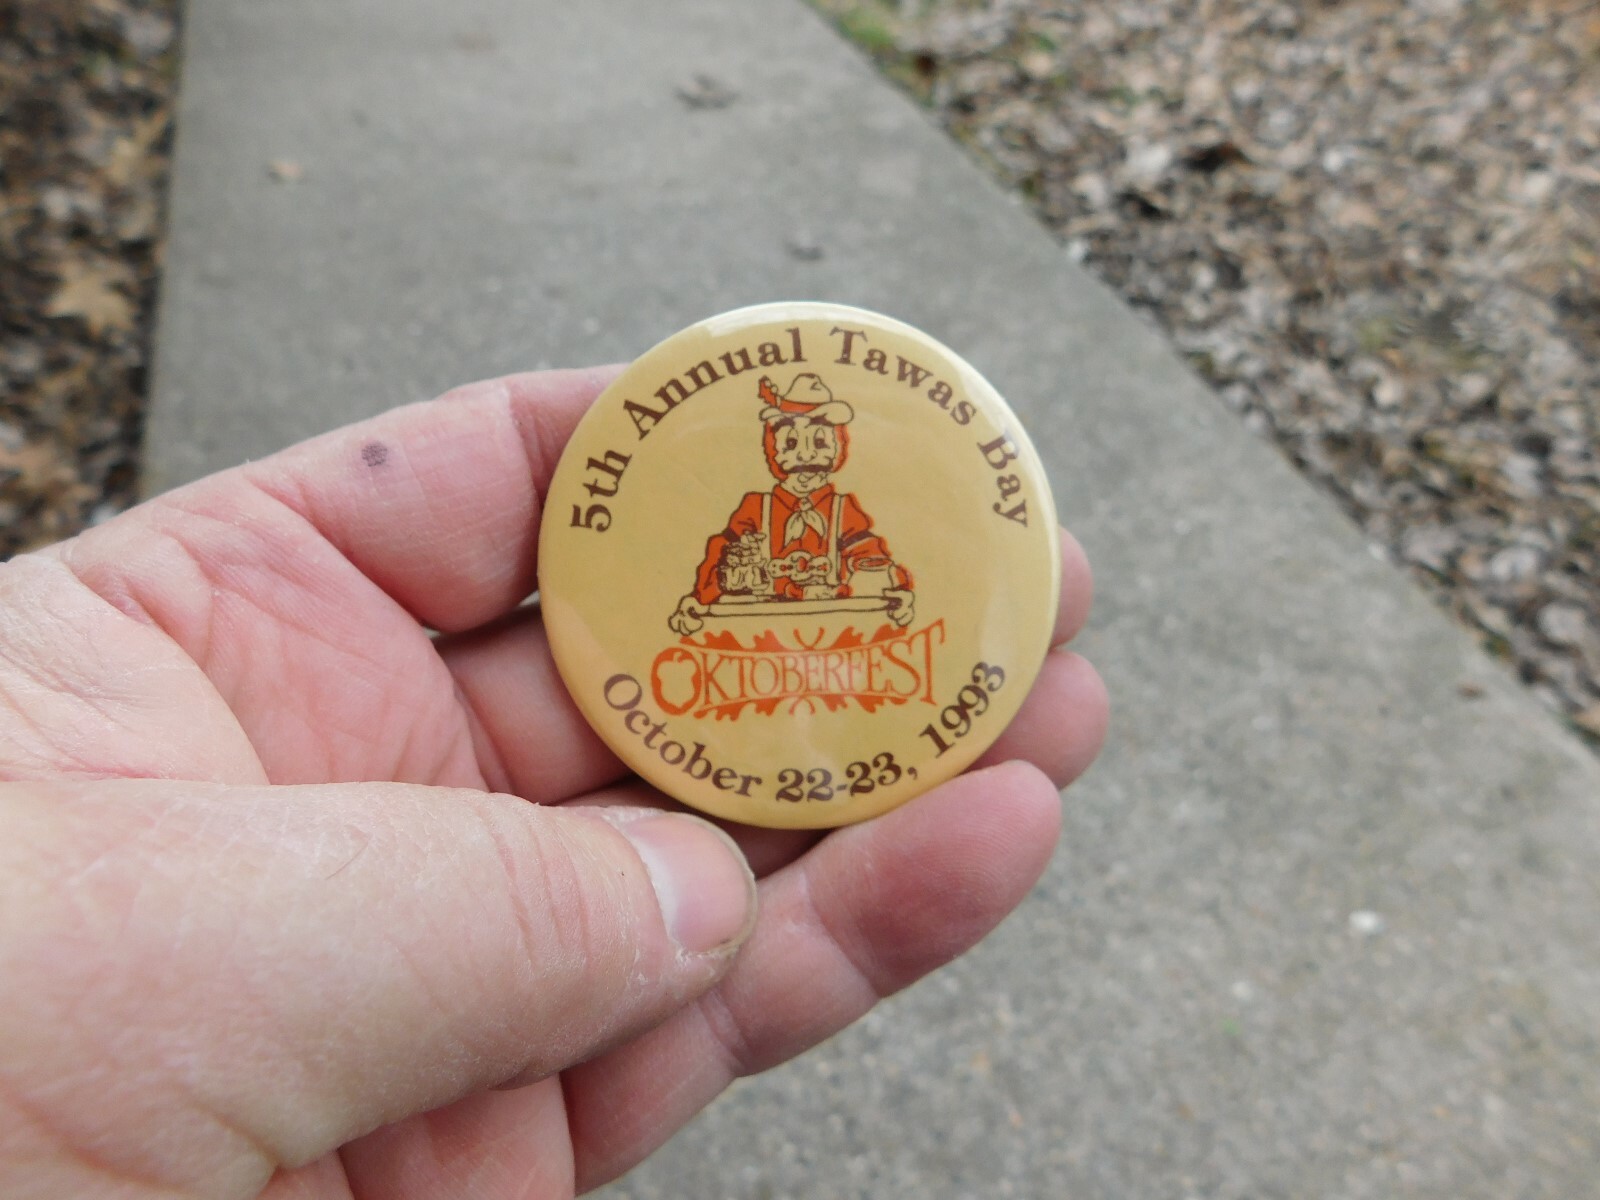 5th Annual Tawas Bay
OKTOBERFEST
October 22-23, 1993